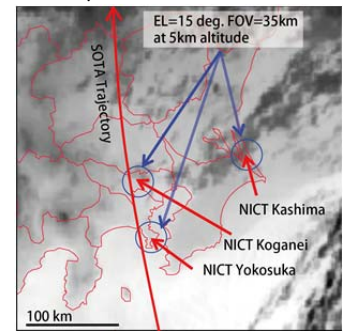 EL=15 deg. FOV=35km
at 5km altitude
SOTA Trajectory
NICT Kashima
NICT Koganei
NICT Yokosuka
100 km